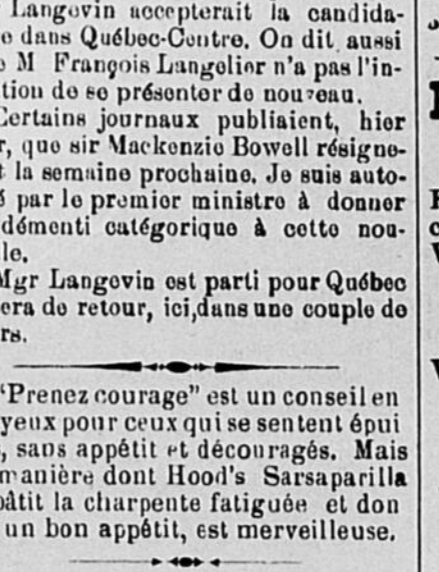 Langevin accepterait la candida-
e dans Québec-Centre. On dit aussi
e M François Langelier n'a pas l'in-
tion de se présenter de nouveau.
Certains journaux publiaient, hier
r, que sir Mackenzie Bowell résigne-
t la semaine prochaine. Je suis auto-
é par le premier ministre à donner
démenti catégorique à cette nou-
le.
Mgr Langevin est parti pour Québec
era de retour, ici, dans une couple de
rs.
"Prenez courage" est un conseil en
yeux pour ceux qui se sentent épui
, sans appétit et découragés. Mais
manière dont Hood's Sarsaparilla
bâtit la charpente fatiguée et don
un bon appétit, est merveilleuse.